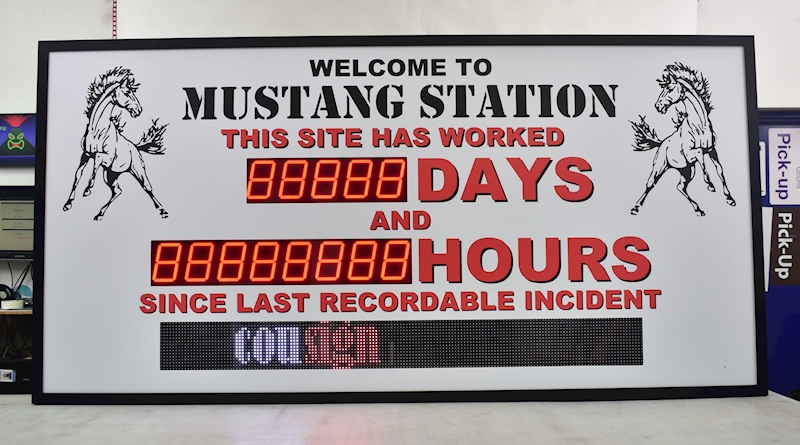 WELCOME TO
MUSTANG STATION
THIS SITE HAS WORKED
88888 DAYS
AND
88888888 HOURS
SINCE LAST RECORDABLE INCIDENT
cousign
Pick-up
Pick-Up